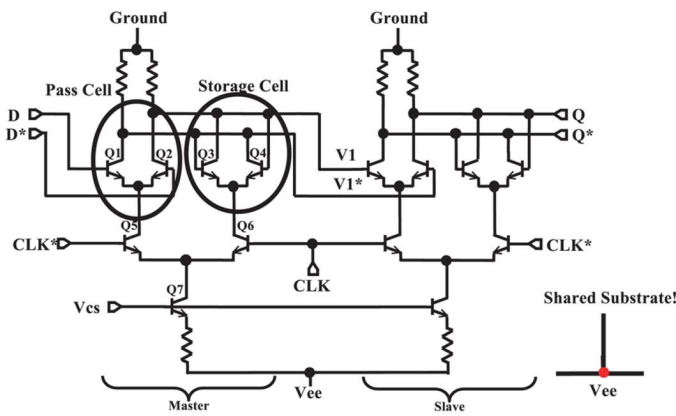 Ground
Ground
Pass Cell
Storage Cell
D
Q
D*
Q*
Q1
Q2
Q3
Q4
V1
V1*
Q5
Q6
CLK*
CLK*
CLK
Q7
Vcs
Shared Substrate!
Vee
Vee
Master
Slave